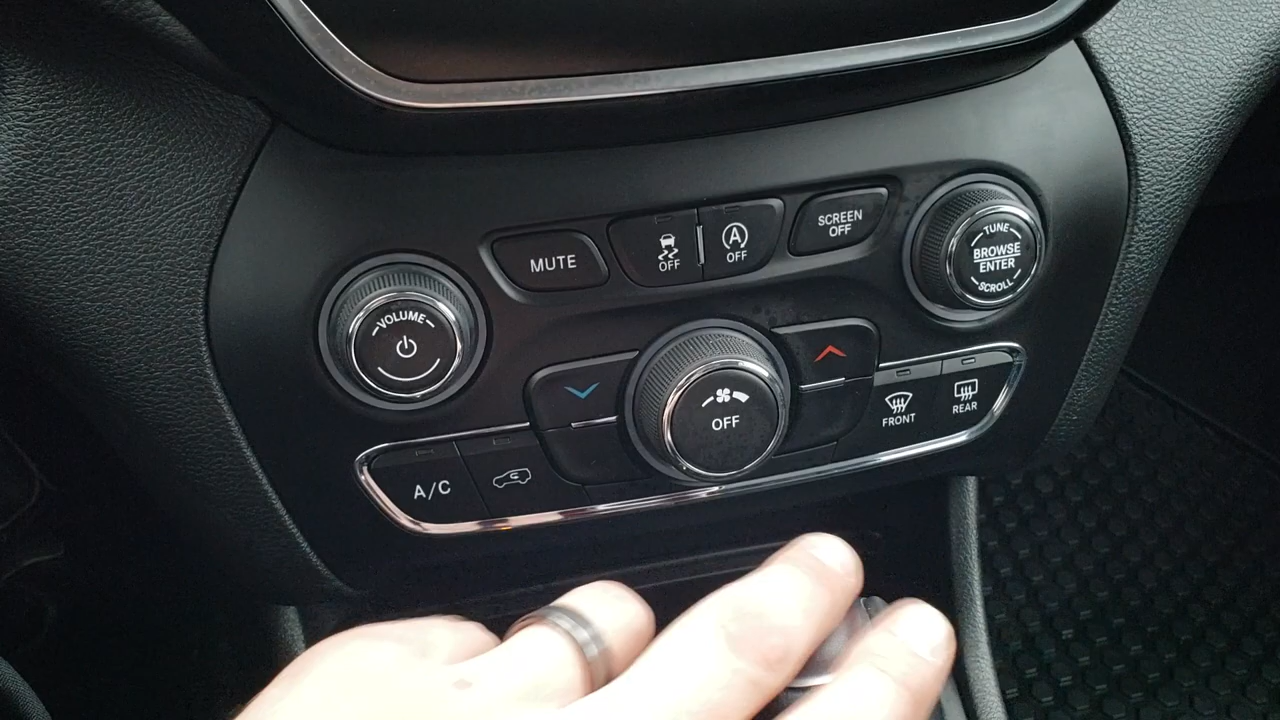 MUTE
OFF
A
OFF
SCREEN
OFF
TUNE
BROWSE
ENTER
SCROLL
VOLUME
OFF
FRONT
REAR
A/C